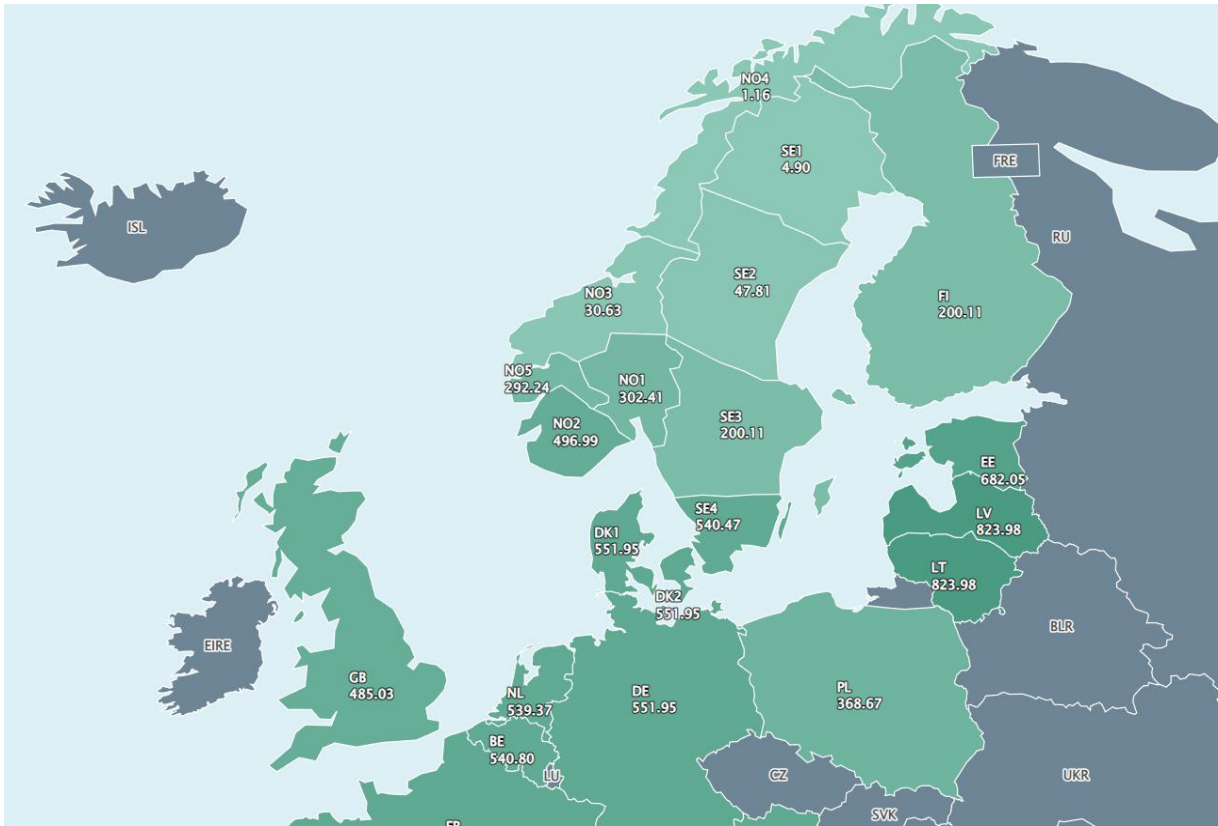 NO4
1.16
SE1
4.90
FRE
ISL
RU
SE2
47.81
NO3
30.63
FI
200.11
NO5
292.24
NO1
302.41
SE3
200.11
NO2
496.99
EE
682.05
SE4
540.47
LV
823.98
DK1
551.95
LT
823.98
DK2
551.95
BLR
EIRE
GB
485.03
NL
539.37
DE
551.95
PL
368.67
BE
540.80
LU
CZ
UKR
SVK